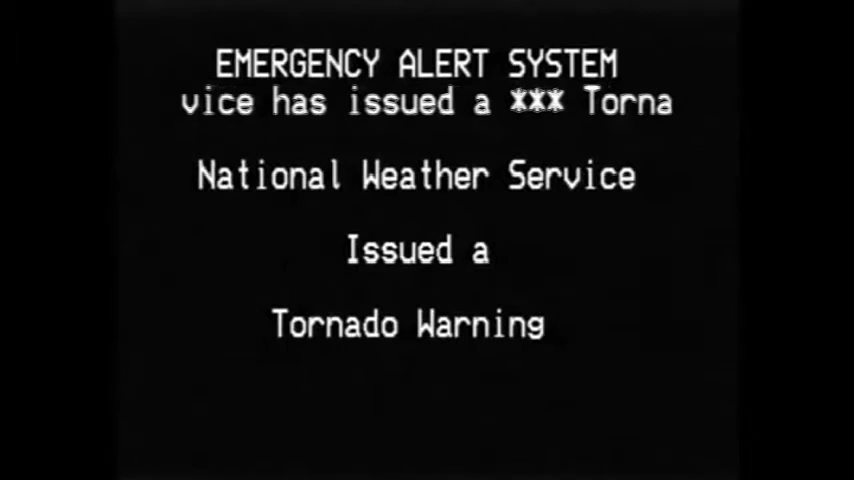 EMERGENCY ALERT SYSTEM
vice has issued a *** Torna
National Weather Service
Issued a
Tornado Warning